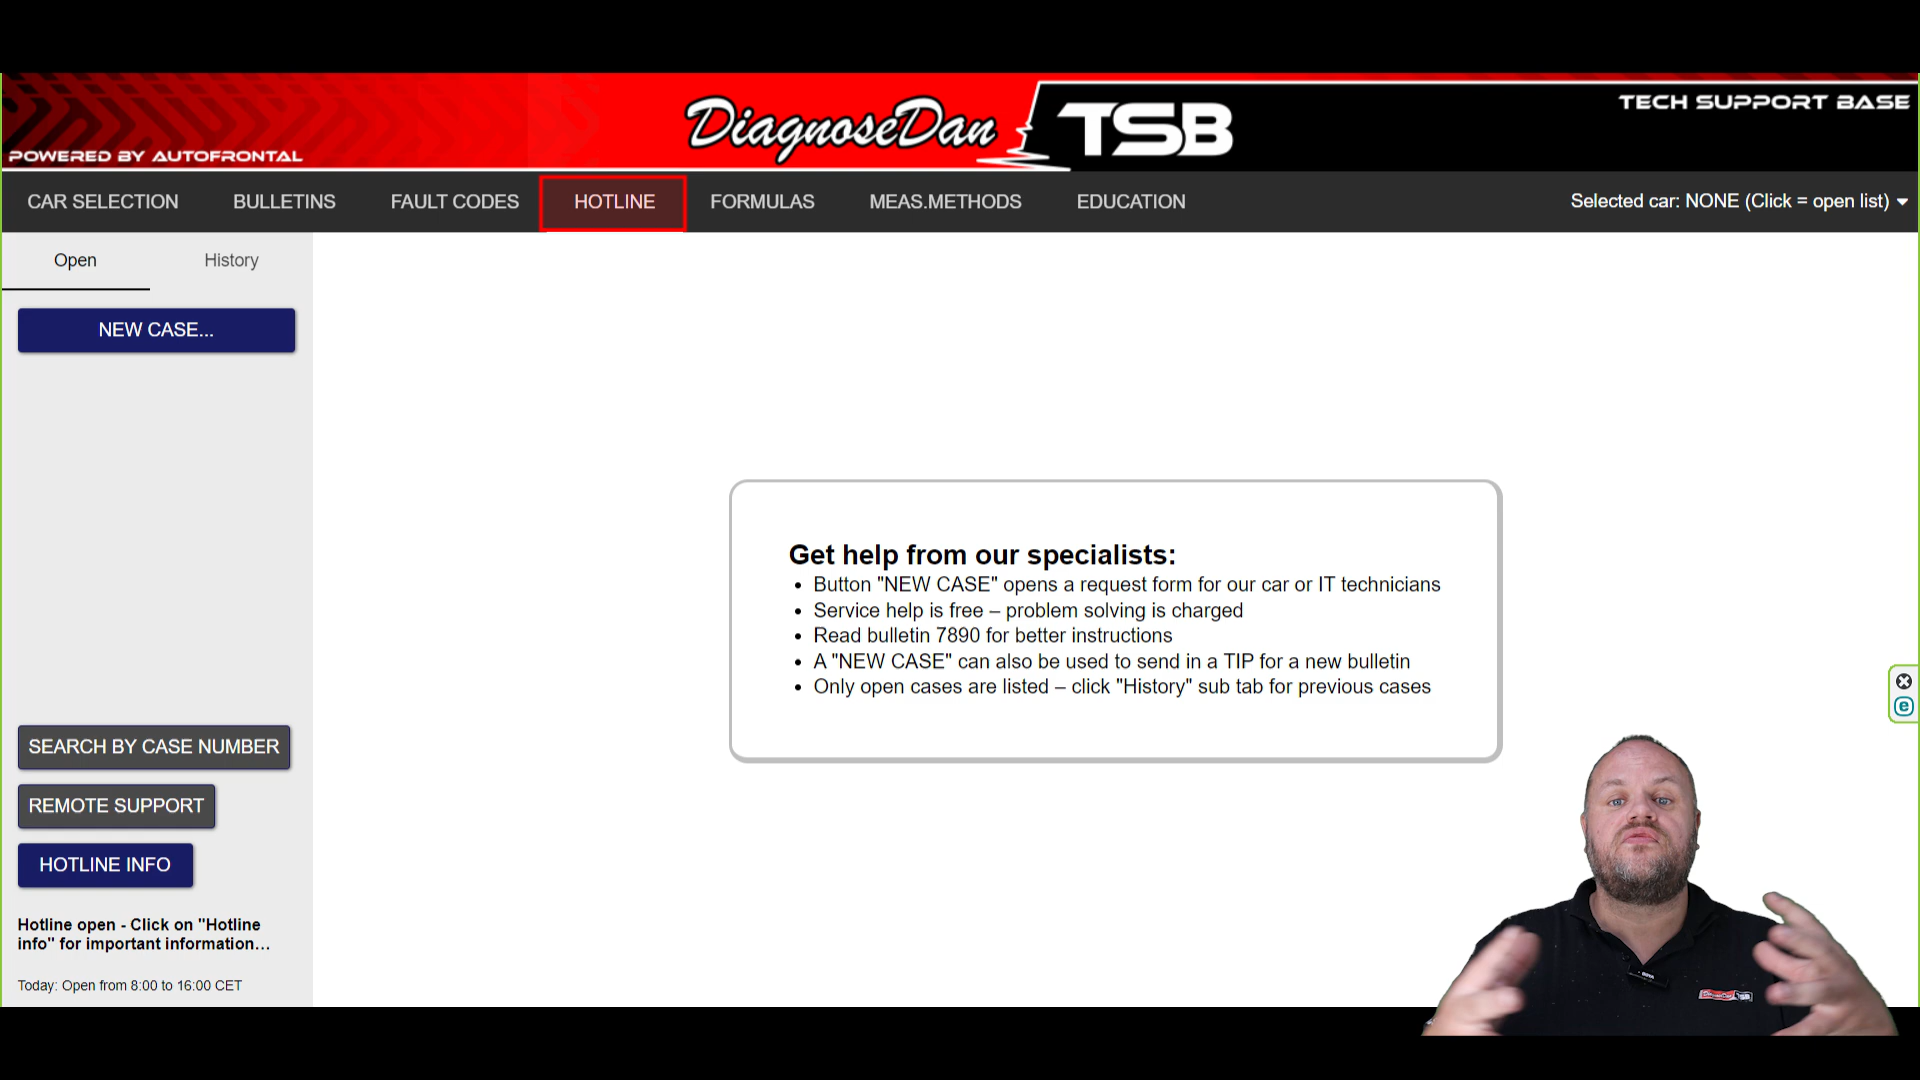 POWERED BY AUTOFRONTAL
DiagnoseDan TSB
TECH SUPPORT BASE
CAR SELECTION
BULLETINS
FAULT CODES
HOTLINE
FORMULAS
MEAS.METHODS
EDUCATION
Selected car: NONE (Click = open list)
Open
History
NEW CASE...
Get help from our specialists:
• Button "NEW CASE" opens a request form for our car or IT technicians
• Service help is free – problem solving is charged
• Read bulletin 7890 for better instructions
• A "NEW CASE" can also be used to send in a TIP for a new bulletin
• Only open cases are listed – click "History" sub tab for previous cases
SEARCH BY CASE NUMBER
REMOTE SUPPORT
HOTLINE INFO
Hotline open - Click on "Hotline
info" for important information...
Today: Open from 8:00 to 16:00 CET